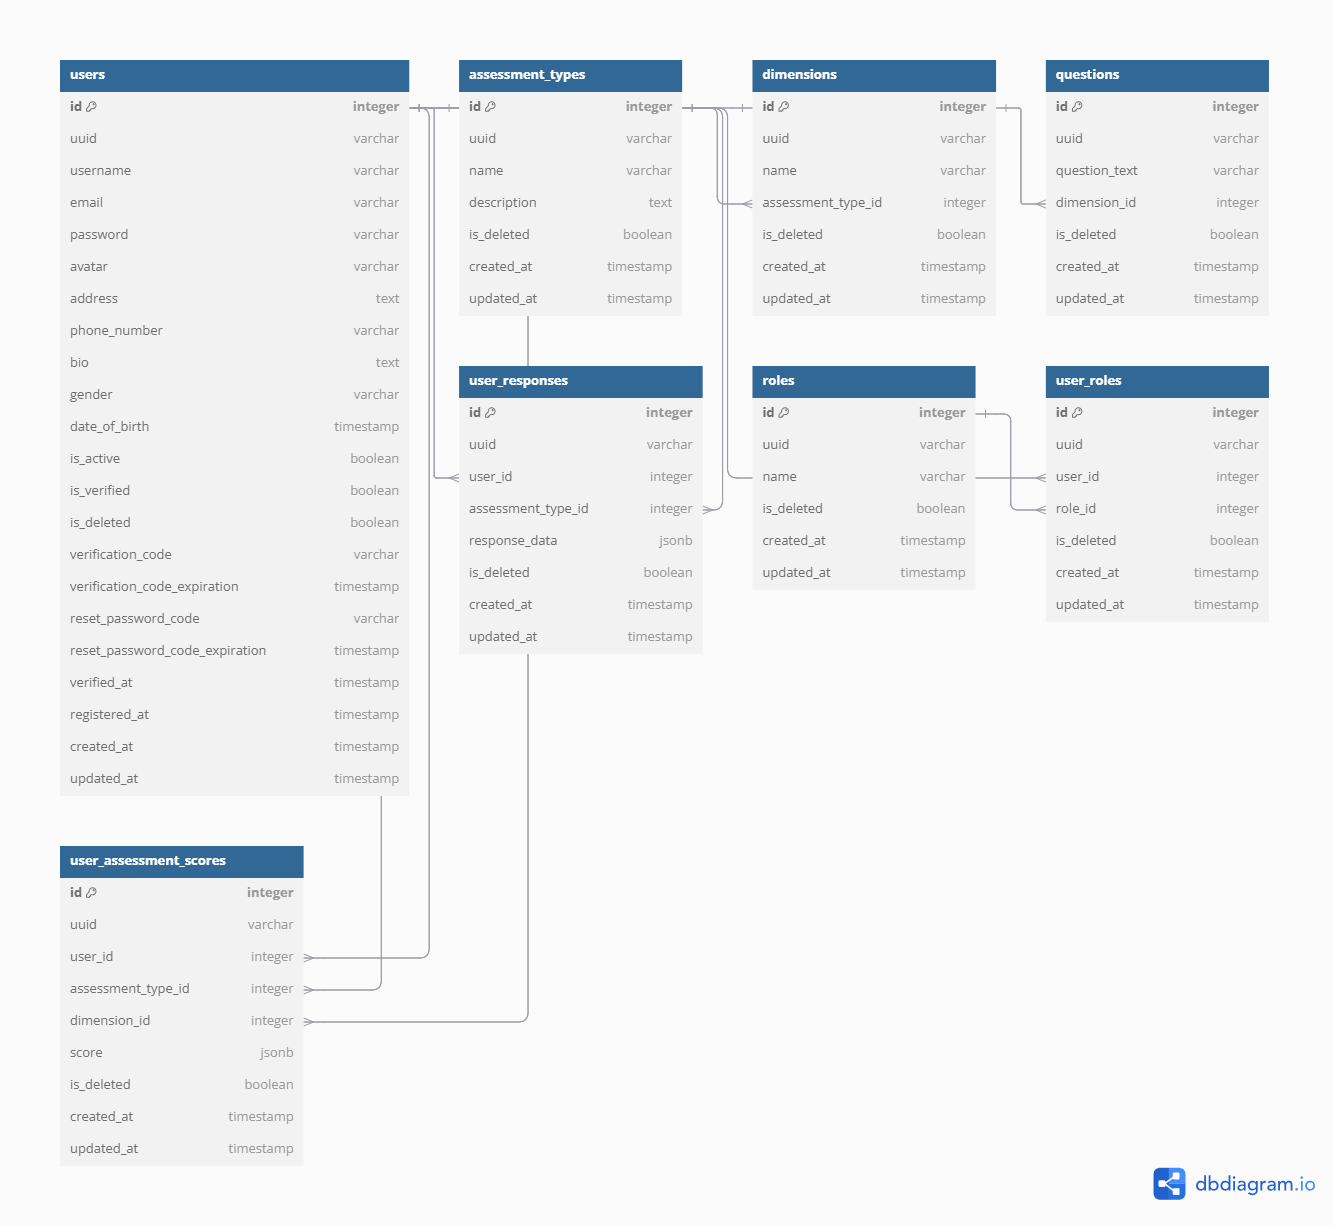 users
id integer
uuid varchar
username varchar
email varchar
password varchar
avatar varchar
address text
phone_number varchar
bio text
gender varchar
date_of_birth timestamp
is_active boolean
is_verified boolean
is_deleted boolean
verification_code varchar
verification_code_expiration timestamp
reset_password_code varchar
reset_password_code_expiration timestamp
verified_at timestamp
registered_at timestamp
created_at timestamp
updated_at timestamp
assessment_types
id integer
uuid varchar
name varchar
description text
is_deleted boolean
created_at timestamp
updated_at timestamp
dimensions
id integer
uuid varchar
name varchar
assessment_type_id integer
is_deleted boolean
created_at timestamp
updated_at timestamp
questions
id integer
uuid varchar
question_text varchar
dimension_id integer
is_deleted boolean
created_at timestamp
updated_at timestamp
user_responses
id integer
uuid varchar
user_id integer
assessment_type_id integer
response_data jsonb
is_deleted boolean
created_at timestamp
updated_at timestamp
roles
id integer
uuid varchar
name varchar
is_deleted boolean
created_at timestamp
updated_at timestamp
user_roles
id integer
uuid varchar
user_id integer
role_id integer
is_deleted boolean
created_at timestamp
updated_at timestamp
user_assessment_scores
id integer
uuid varchar
user_id integer
assessment_type_id integer
dimension_id integer
score jsonb
is_deleted boolean
created_at timestamp
updated_at timestamp
dbdiagram.io